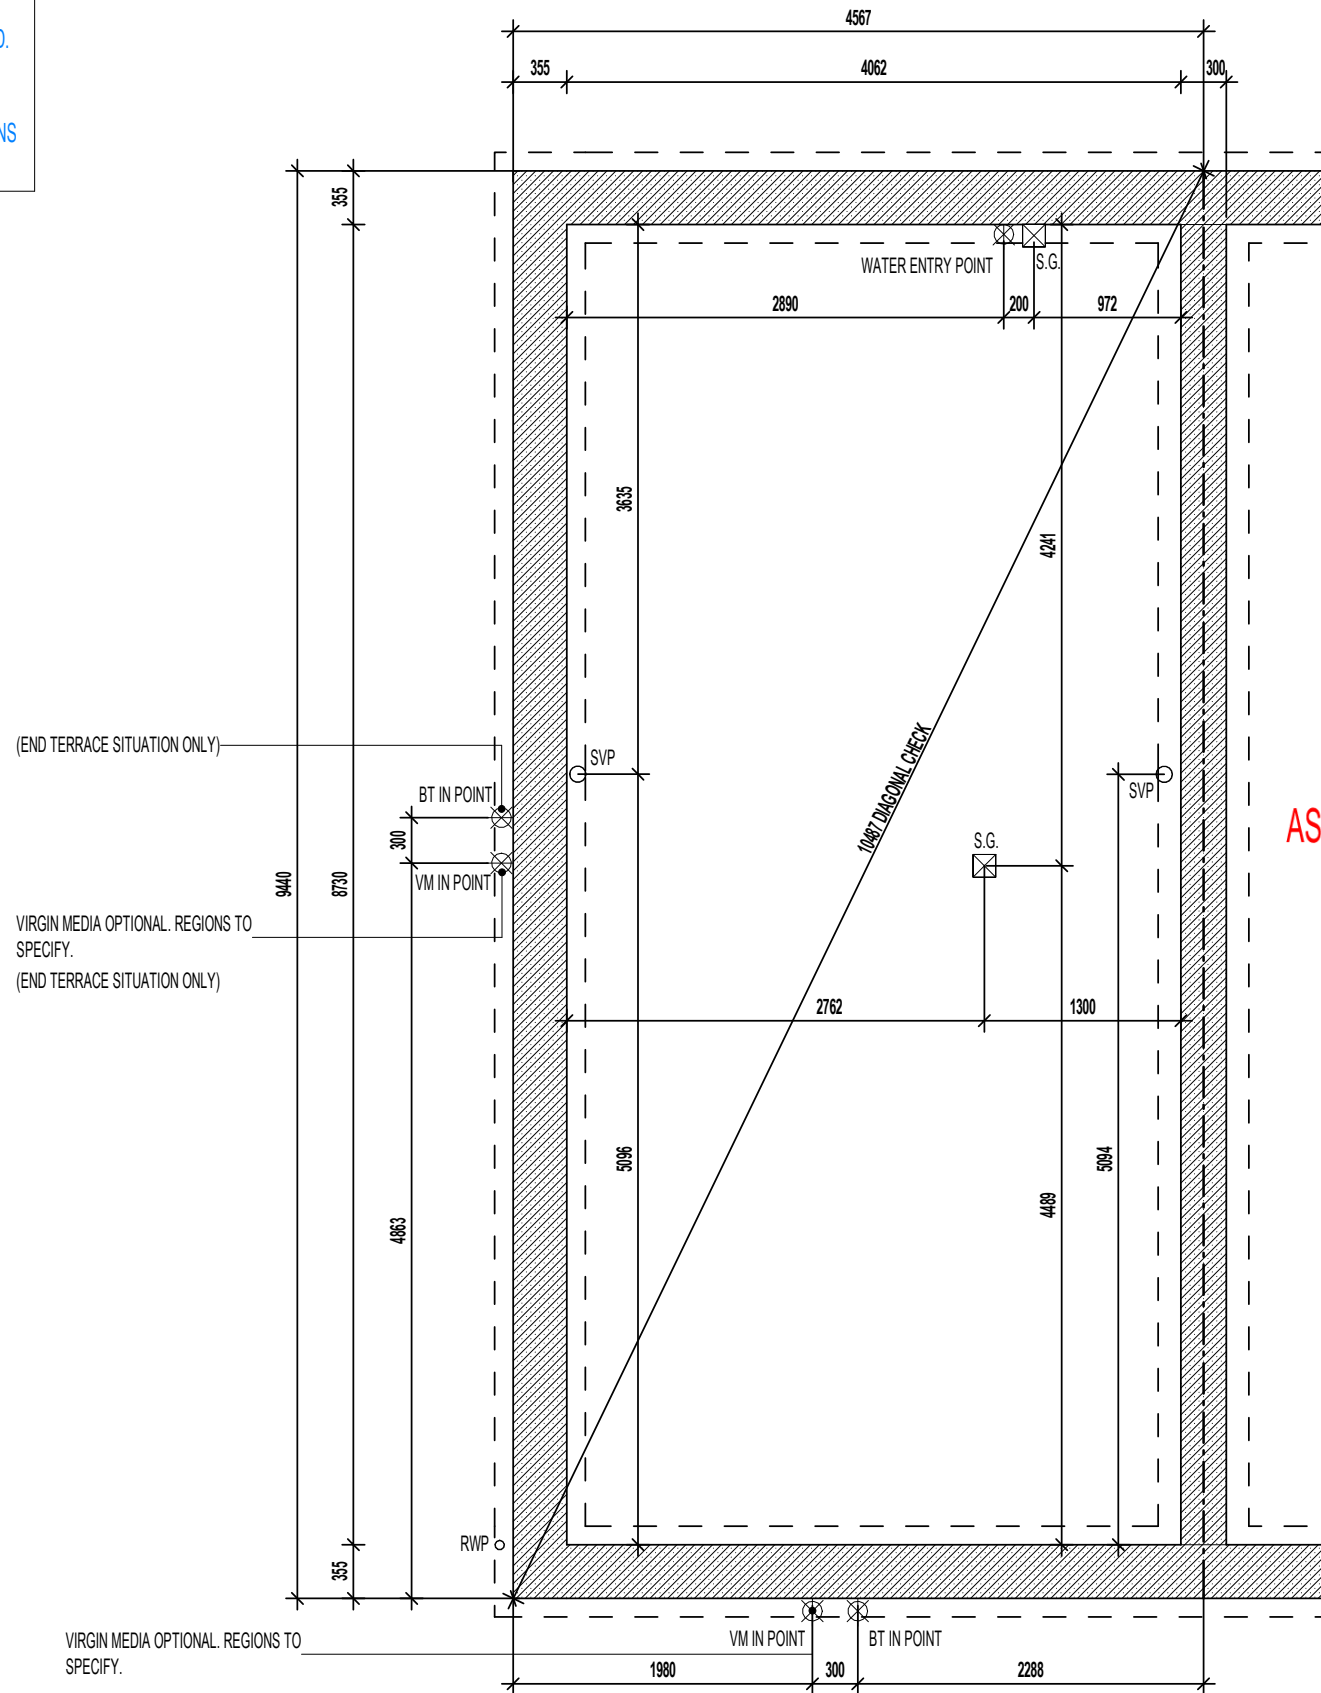 4567
355
4062
300
355
WATER ENTRY POINT
S.G.
2890
200
972
3635
4241
(END TERRACE SITUATION ONLY)
SVP
SVP
BT IN POINT
300
VM IN POINT
10487 DIAGONAL CHECK
S.G.
AS
9440
8730
VIRGIN MEDIA OPTIONAL. REGIONS TO
SPECIFY.
(END TERRACE SITUATION ONLY)
2762
1300
5096
5094
4489
4863
RWP
355
VIRGIN MEDIA OPTIONAL. REGIONS TO
SPECIFY.
VM IN POINT
BT IN POINT
1980
300
2288